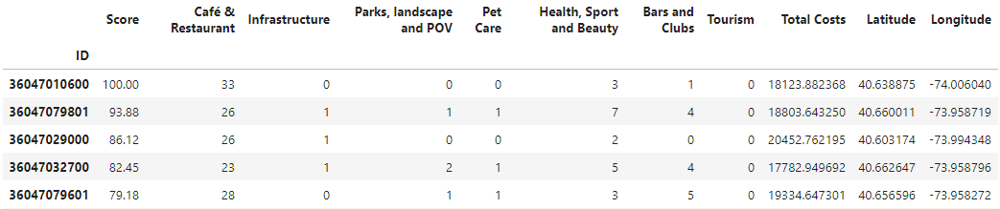 Score Café & Restaurant Infrastructure Parks, landscape and POV Pet Care Health, Sport and Beauty Bars and Clubs Tourism Total Costs Latitude Longitude
ID
36047010600 100.00 33 0 0 0 3 1 0 18123.882368 40.638875 -74.006040
36047079801 93.88 26 1 1 1 7 4 0 18803.643250 40.660011 -73.958719
36047029000 86.12 26 1 0 0 2 0 0 20452.762195 40.603174 -73.994348
36047032700 82.45 23 1 2 1 5 4 0 17782.949692 40.662647 -73.958796
36047079601 79.18 28 0 1 1 3 5 0 19334.647301 40.656596 -73.958272